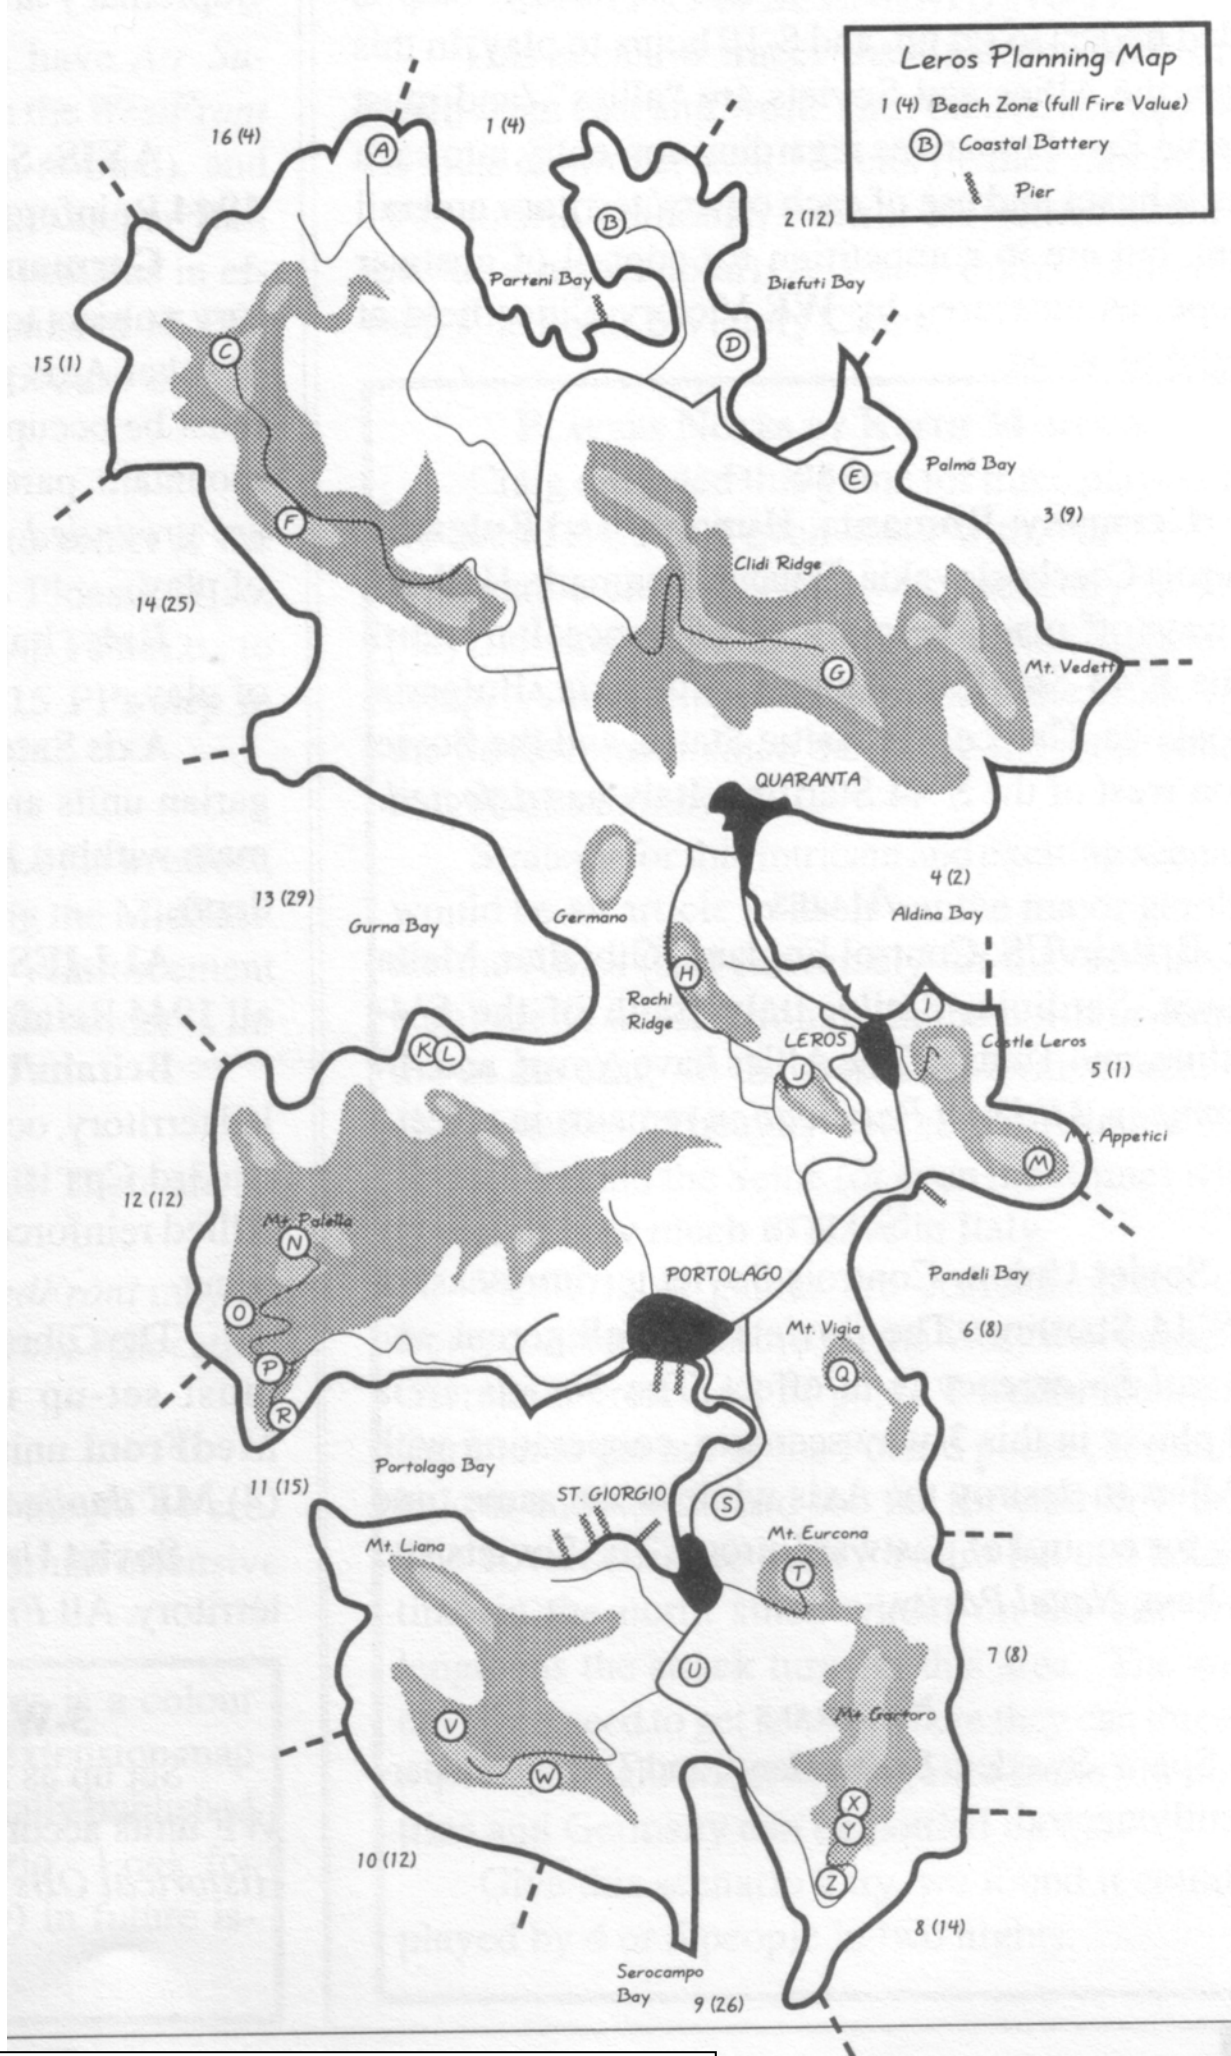 Leros Planning Map
1 (4) Beach Zone (full Fire Value)
B Coastal Battery
Pier
16 (4)
1 (4)
A
B
2 (12)
Parteni Bay
Biefuti Bay
15 (1)
C
D
Palma Bay
E
3 (9)
F
Clidi Ridge
14 (25)
G
Mt. Vedett
QUARANTA
4 (2)
13 (29)
Germano
Aldina Bay
Gurna Bay
H
Rachi
Ridge
I
LEROS
Castle Leros
K L
J
5 (1)
Mt. Appetici
M
12 (12)
Mt. Palella
N
PORTOLAGO
Pandeli Bay
O
Mt. Vigia
6 (8)
P
Q
R
Portolago Bay
11 (15)
ST. GIORGIO
S
Mt. Eurcona
Mt. Liana
T
7 (8)
U
V
Mt Gartoro
W
X
Y
10 (12)
Z
8 (14)
Serocampo
Bay
9 (26)